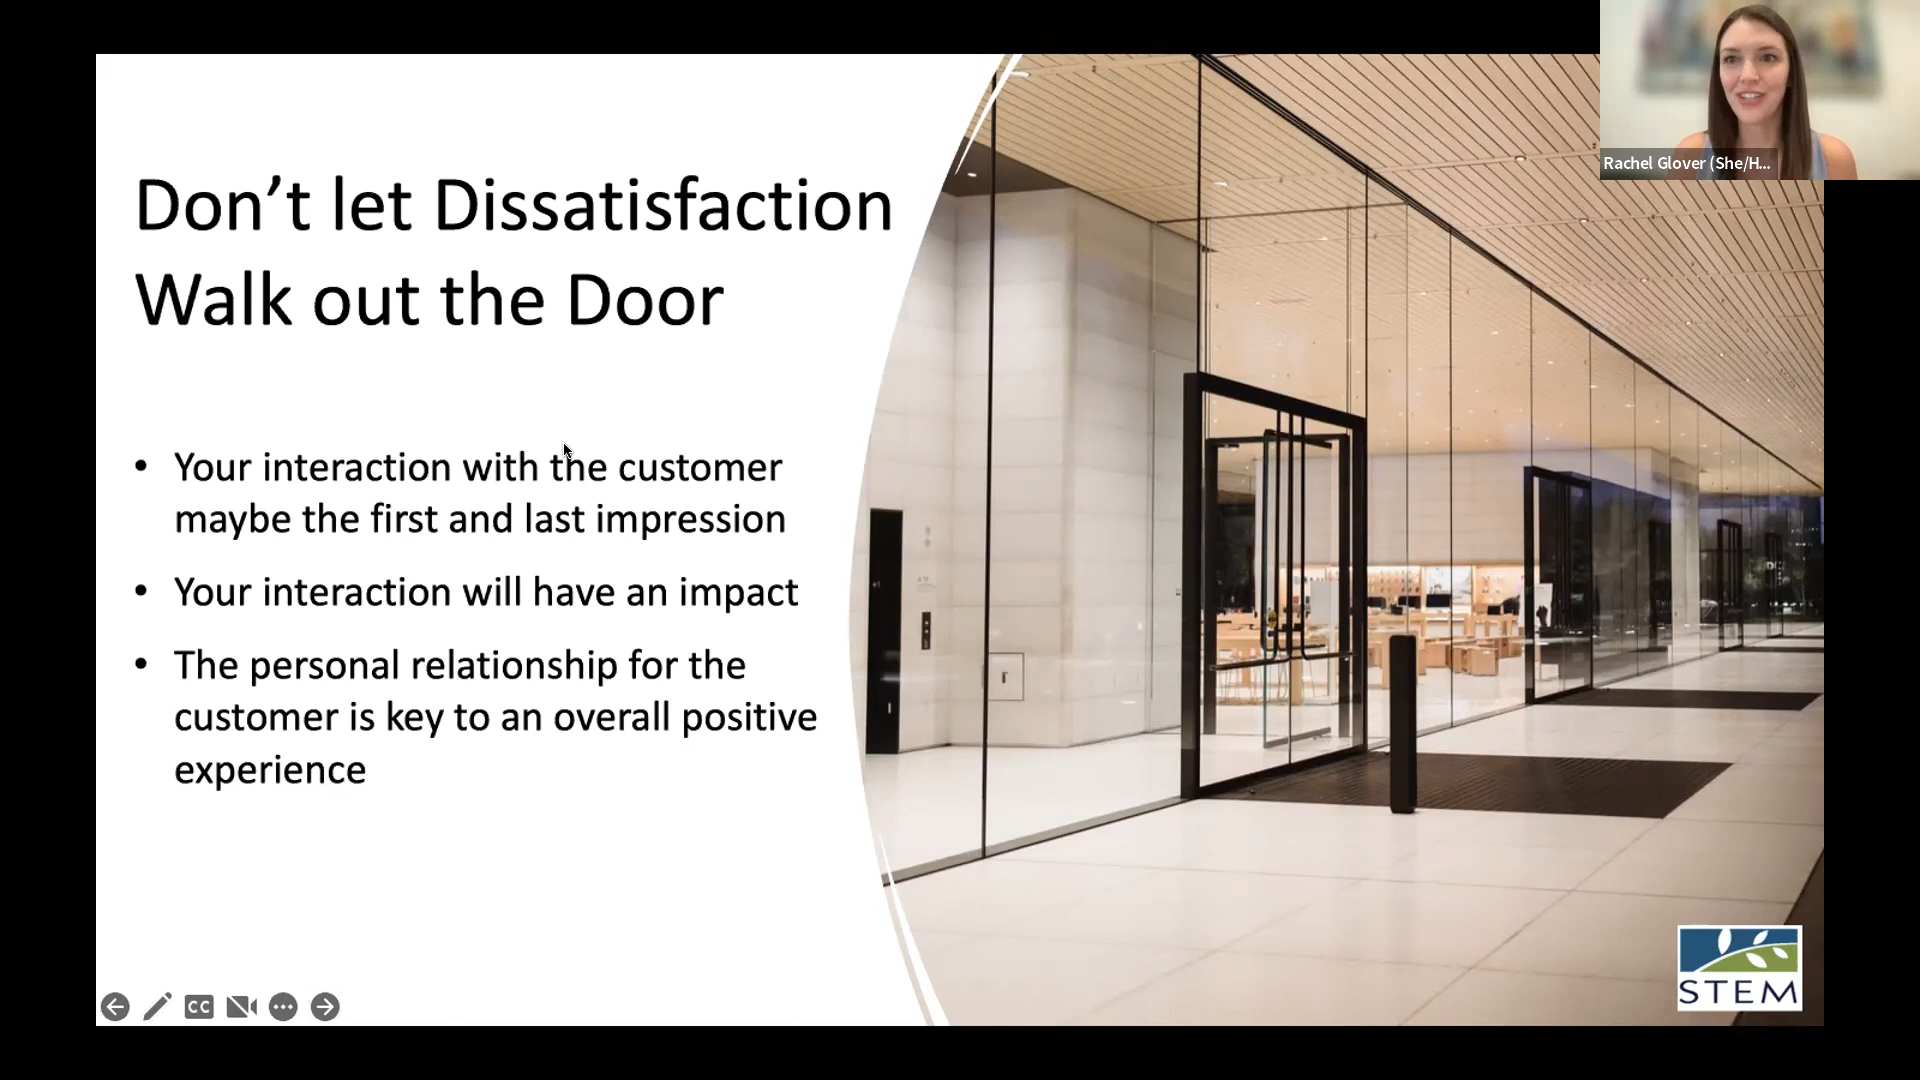 Rachel Glover (She/H...
Don’t let Dissatisfaction
Walk out the Door
• Your interaction with the customer
maybe the first and last impression
• Your interaction will have an impact
• The personal relationship for the
customer is key to an overall positive
experience
CC
STEM